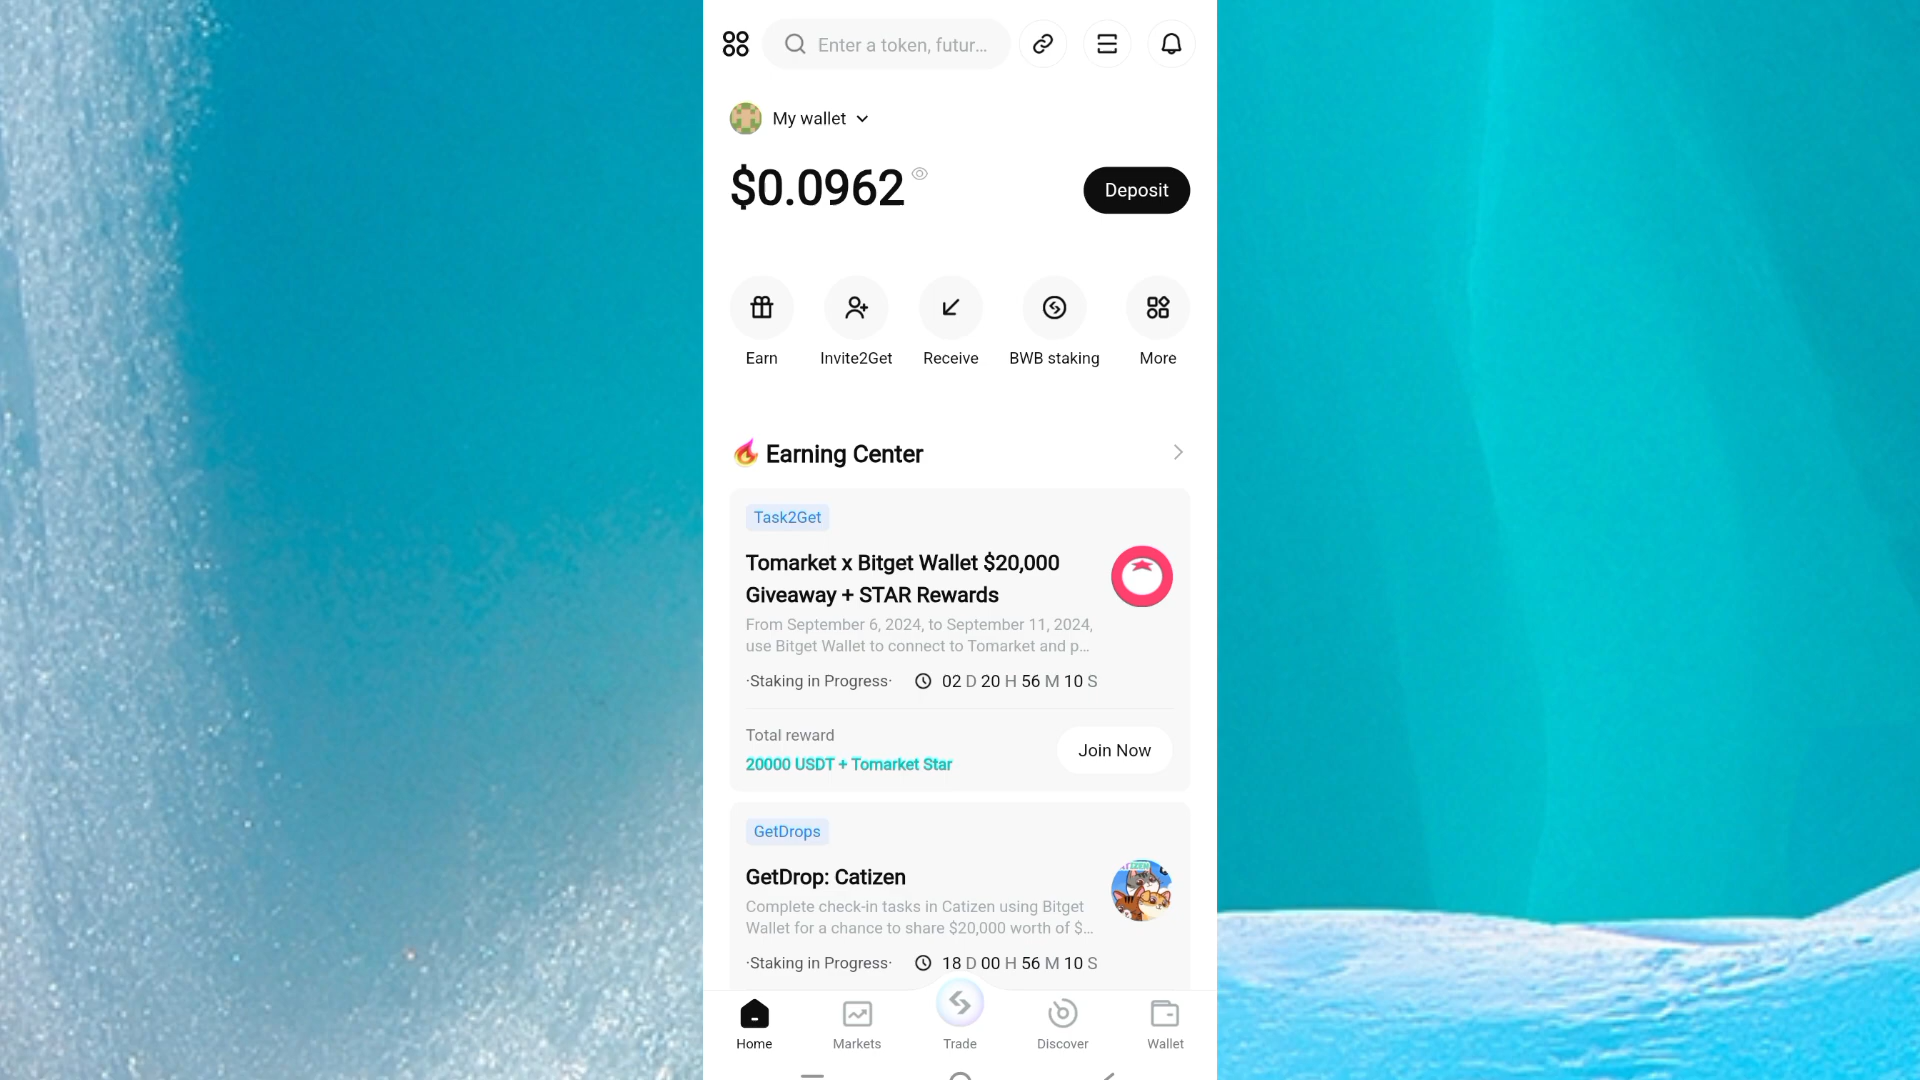 Enter a token, futur...
My wallet
$0.0962
Deposit
Earn
Invite2Get
Receive
BWB staking
More
Earning Center
Task2Get
Tomarket x Bitget Wallet $20,000
Giveaway + STAR Rewards
From September 6, 2024, to September 11, 2024,
use Bitget Wallet to connect to Tomarket and p...
·Staking in Progress· 02 D 20 H 56 M 10 S
Total reward
20000 USDT + Tomarket Star
Join Now
GetDrops
GetDrop: Catizen
Complete check-in tasks in Catizen using Bitget
Wallet for a chance to share $20,000 worth of $...
·Staking in Progress· 18 D 00 H 56 M 10 S
Home
Markets
Trade
Discover
Wallet